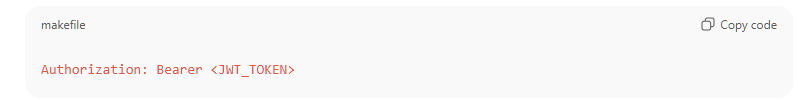 makefile
Copy code
Authorization: Bearer <JWT_TOKEN>